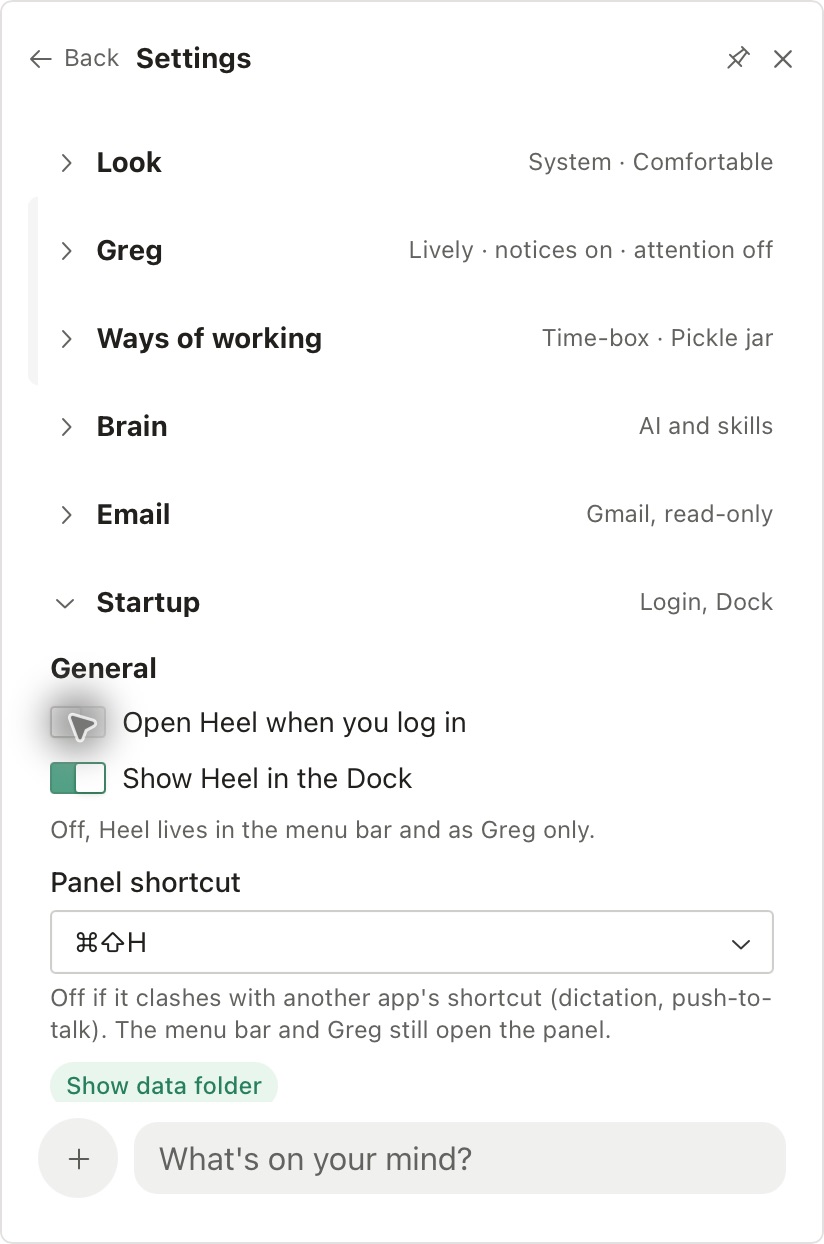 Back Settings
Look System · Comfortable
Greg Lively · notices on · attention off
Ways of working Time-box · Pickle jar
Brain AI and skills
Email Gmail, read-only
Startup Login, Dock
General
Open Heel when you log in
Show Heel in the Dock
Off, Heel lives in the menu bar and as Greg only.
Panel shortcut
⌘⇧H
Off if it clashes with another app's shortcut (dictation, push-to-
talk). The menu bar and Greg still open the panel.
Show data folder
What's on your mind?